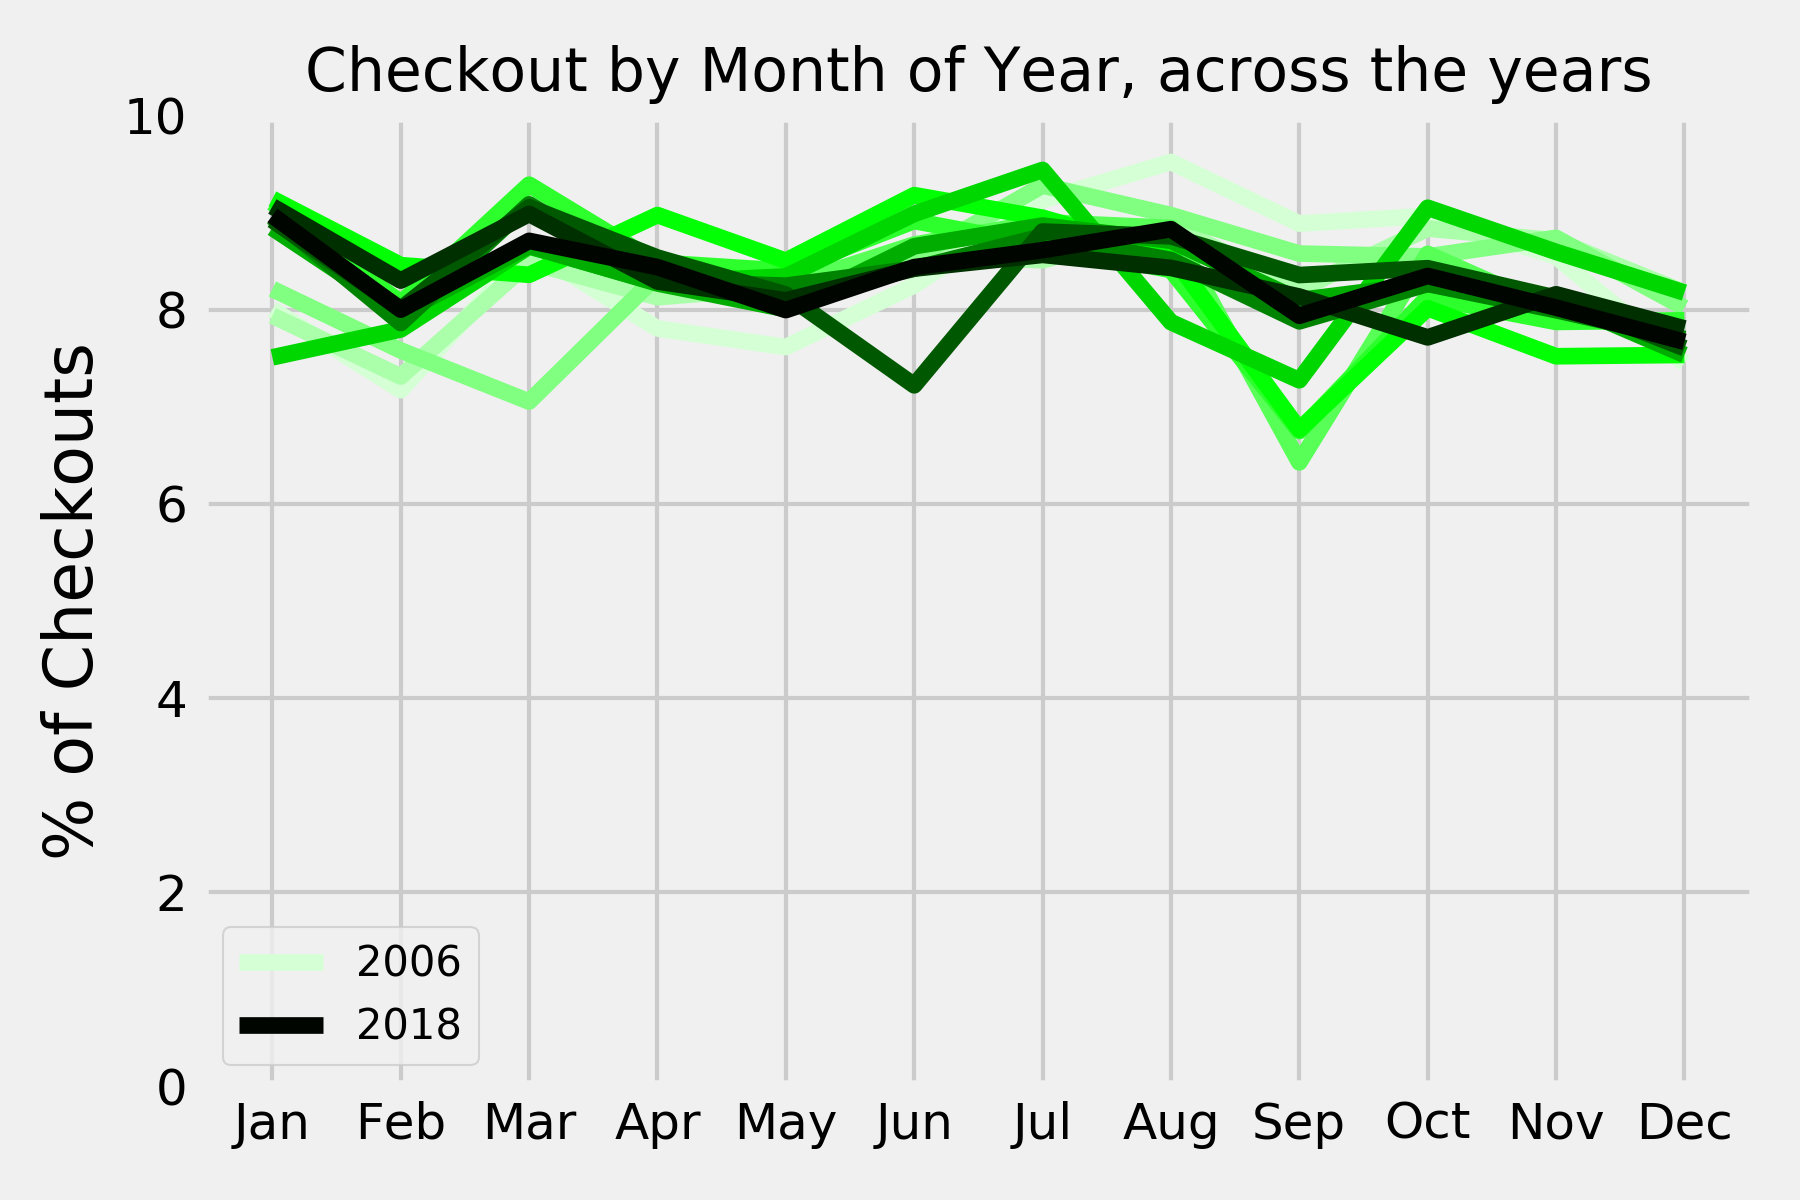 Checkout by Month of Year, across the years
% of Checkouts
10
8
6
4
2
0
2006
2018
Jan Feb Mar Apr May Jun Jul Aug Sep Oct Nov Dec